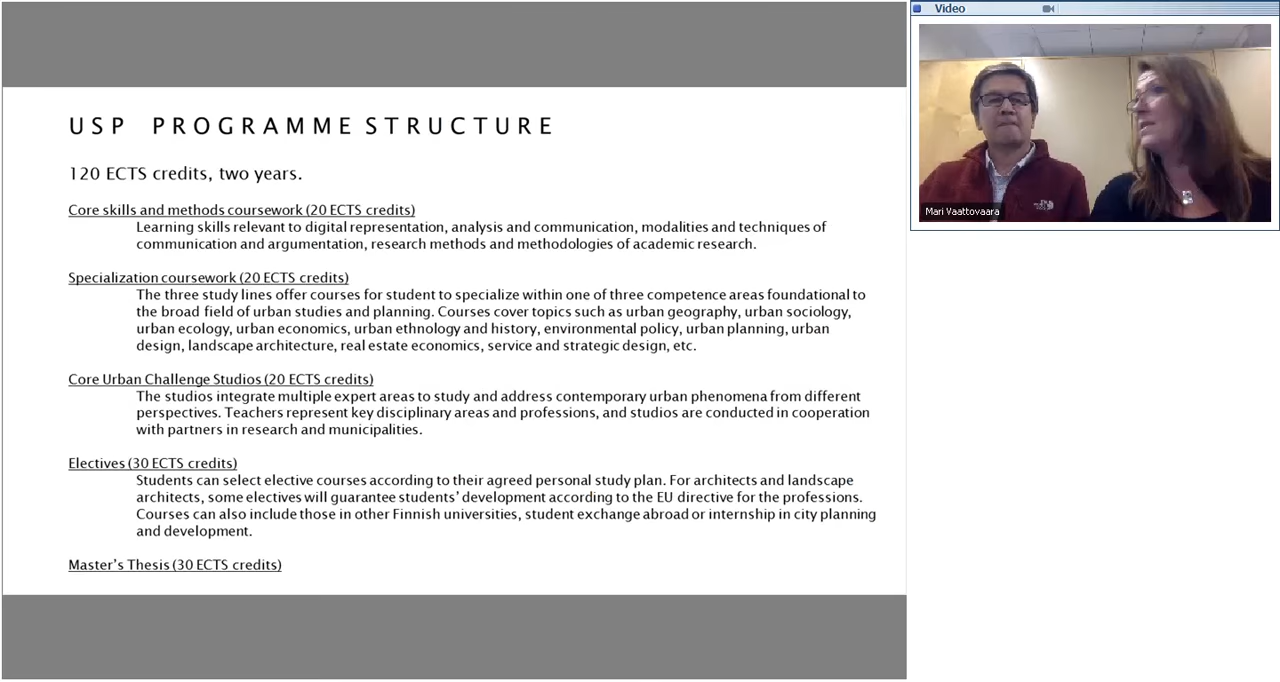 USP PROGRAMME STRUCTURE
120 ECTS credits, two years.
Core skills and methods coursework (20 ECTS credits)
Learning skills relevant to digital representation, analysis and communication, modalities and techniques of
communication and argumentation, research methods and methodologies of academic research.
Specialization coursework (20 ECTS credits)
The three study lines offer courses for student to specialize within one of three competence areas foundational to
the broad field of urban studies and planning. Courses cover topics such as urban geography, urban sociology,
urban ecology, urban economics, urban ethnology and history, environmental policy, urban planning, urban
design, landscape architecture, real estate economics, service and strategic design, etc.
Core Urban Challenge Studios (20 ECTS credits)
The studios integrate multiple expert areas to study and address contemporary urban phenomena from different
perspectives. Teachers represent key disciplinary areas and professions, and studios are conducted in cooperation
with partners in research and municipalities.
Electives (30 ECTS credits)
Students can select elective courses according to their agreed personal study plan. For architects and landscape
architects, some electives will guarantee students’ development according to the EU directive for the professions.
Courses can also include those in other Finnish universities, student exchange abroad or internship in city planning
and development.
Master’s Thesis (30 ECTS credits)
Video
Mari Vaattovaara